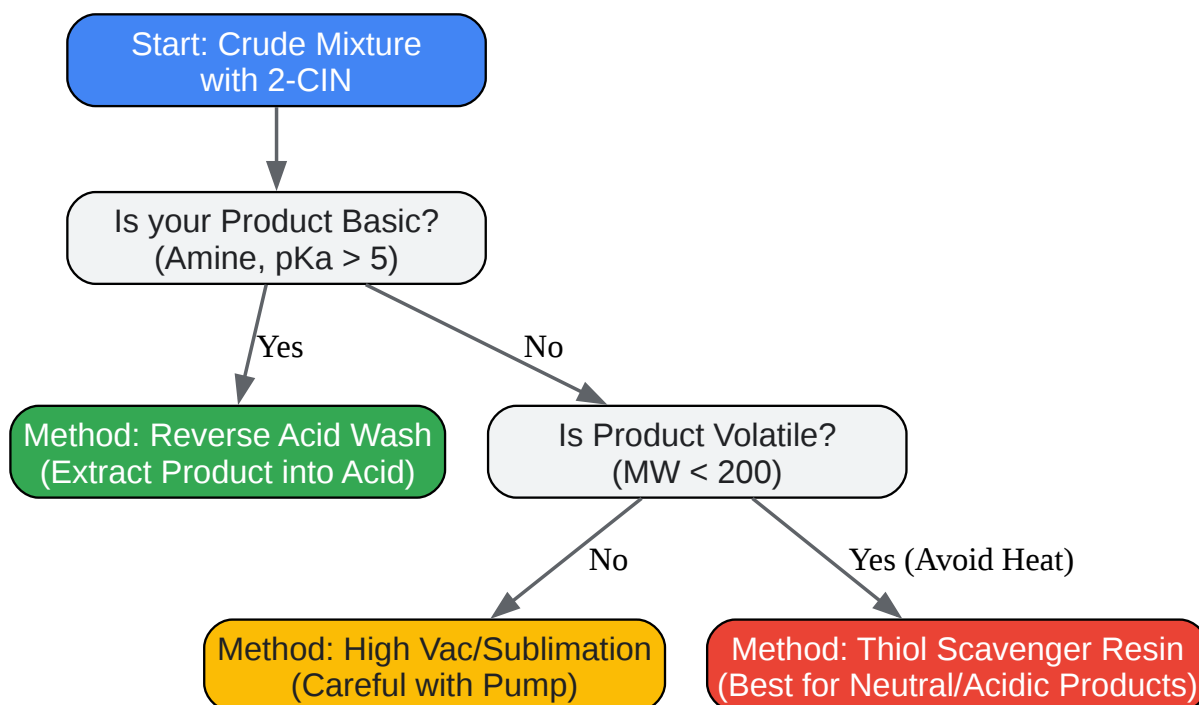 Start: Crude Mixture
with 2-CIN
Is your Product Basic?
(Amine, pKa > 5)
Yes
No
Method: Reverse Acid Wash
(Extract Product into Acid)
Is Product Volatile?
(MW < 200)
No
Yes (Avoid Heat)
Method: High Vac/Sublimation
(Careful with Pump)
Method: Thiol Scavenger Resin
(Best for Neutral/Acidic Products)